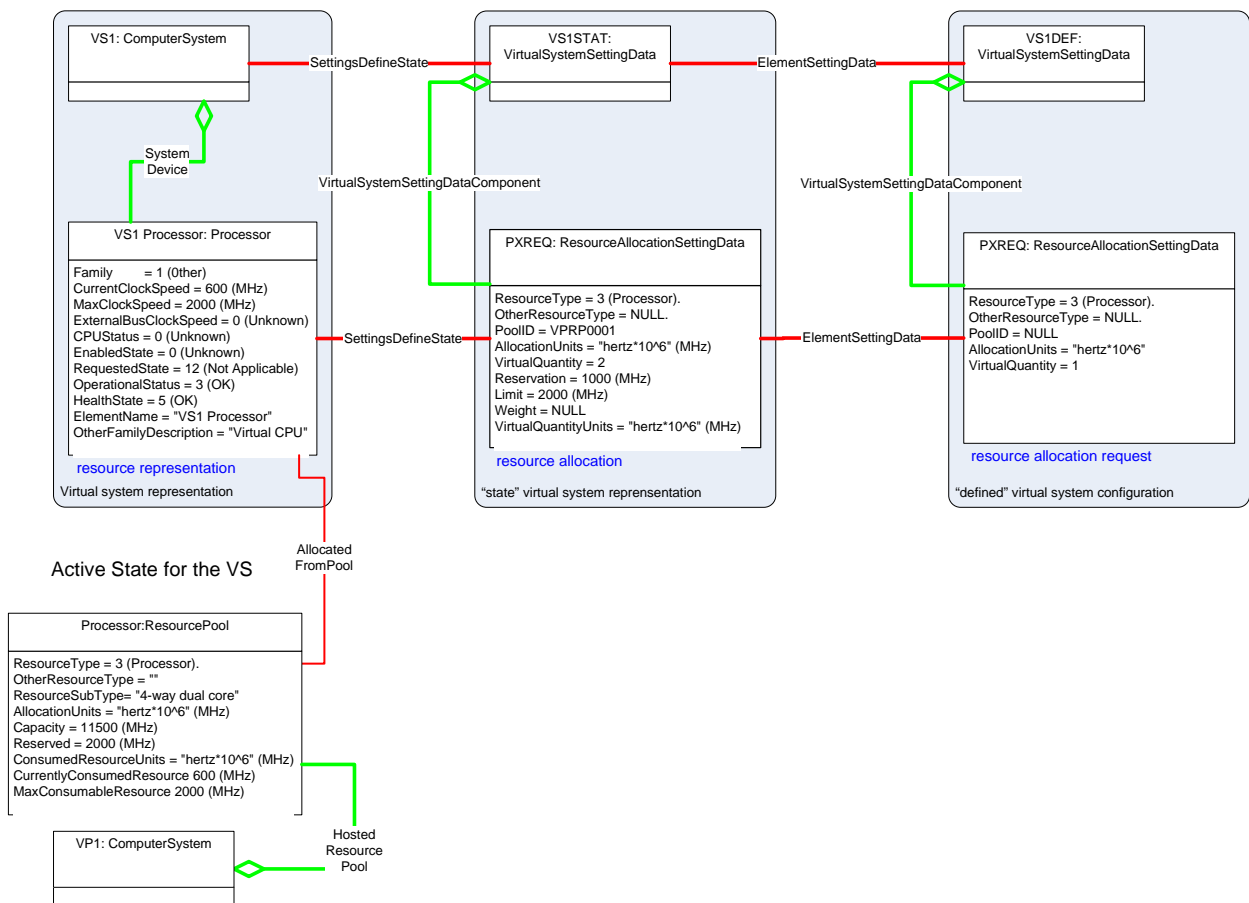 VS1: ComputerSystem
SettingsDefineState
VS1STAT:
VirtualSystemSettingData
ElementSettingData
VS1DEF:
VirtualSystemSettingData
System
Device
VirtualSystemSettingDataComponent
VirtualSystemSettingDataComponent
VS1 Processor: Processor
Family = 1 (0ther)
CurrentClockSpeed = 600 (MHz)
MaxClockSpeed = 2000 (MHz)
ExternalBusClockSpeed = 0 (Unknown)
CPUStatus = 0 (Unknown)
EnabledState = 0 (Unknown)
RequestedState = 12 (Not Applicable)
OperationalStatus = 3 (OK)
HealthState = 5 (OK)
ElementName = "VS1 Processor"
OtherFamilyDescription = "Virtual CPU"
resource representation
Virtual system representation
SettingsDefineState
PXREQ: ResourceAllocationSettingData
ResourceType = 3 (Processor).
OtherResourceType = NULL.
PoolID = VPRP0001
AllocationUnits = "hertz*10^6" (MHz)
VirtualQuantity = 2
Reservation = 1000 (MHz)
Limit = 2000 (MHz)
Weight = NULL
VirtualQuantityUnits = "hertz*10^6" (MHz)
resource allocation
“state” virtual system reprensentation
ElementSettingData
PXREQ: ResourceAllocationSettingData
ResourceType = 3 (Processor).
OtherResourceType = NULL.
PoolID = NULL
AllocationUnits = "hertz*10^6"
VirtualQuantity = 1
resource allocation request
“defined” virtual system configuration
Allocated
FromPool
Active State for the VS
Processor:ResourcePool
ResourceType = 3 (Processor).
OtherResourceType = ""
ResourceSubType= "4-way dual core"
AllocationUnits = "hertz*10^6" (MHz)
Capacity = 11500 (MHz)
Reserved = 2000 (MHz)
ConsumedResourceUnits = "hertz*10^6" (MHz)
CurrentlyConsumedResource 600 (MHz)
MaxConsumableResource 2000 (MHz)
Hosted
Resource
Pool
VP1: ComputerSystem